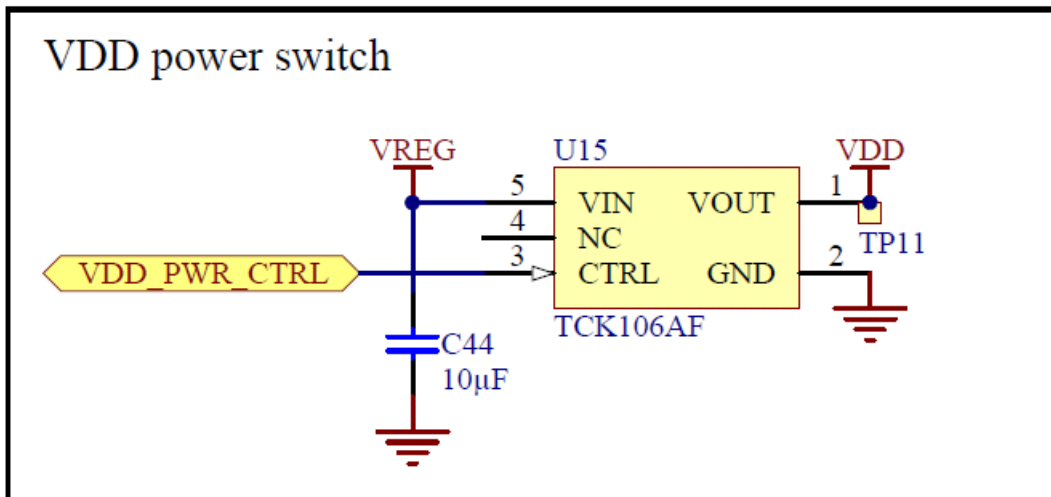 VDD power switch
VREG
U15
VDD
5
VIN
VOUT
1
4
NC
TP11
VDD_PWR_CTRL
3
CTRL
GND
2
TCK106AF
C44
10µF